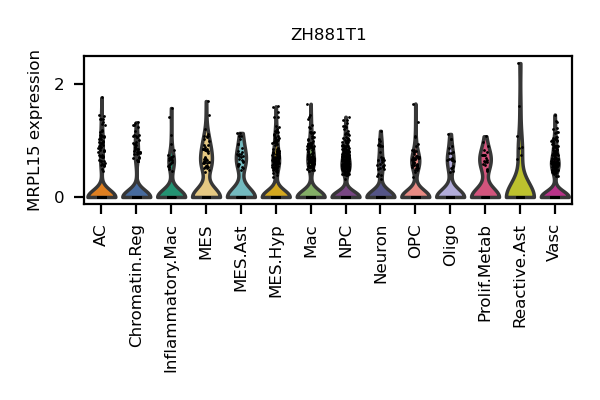 ZH881T1
MRPL15 expression
2
0
AC
Chromatin.Reg
Inflammatory.Mac
MES
MES.Ast
MES.Hyp
Mac
NPC
Neuron
OPC
Oligo
Prolif.Metab
Reactive.Ast
Vasc